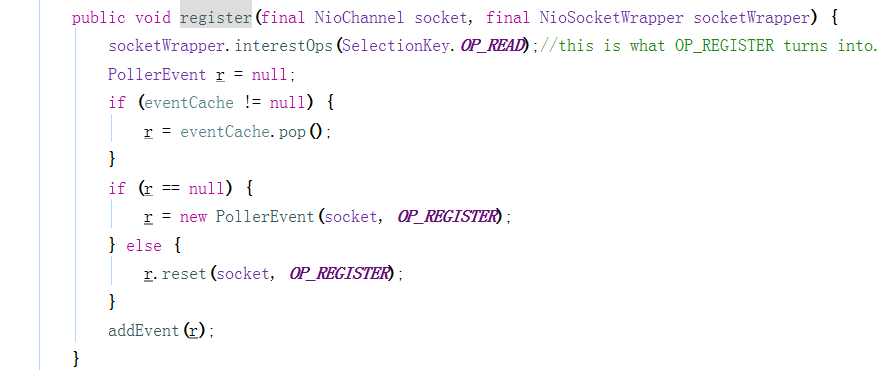 public void register(final NioChannel socket, final NioSocketWrapper socketWrapper) {
    socketWrapper.interestOps(SelectionKey.OP_READ);//this is what OP_REGISTER turns into.
    PollerEvent r = null;
    if (eventCache != null) {
        r = eventCache.pop();
    }
    if (r == null) {
        r = new PollerEvent(socket, OP_REGISTER);
    } else {
        r.reset(socket, OP_REGISTER);
    }
    addEvent(r);
}